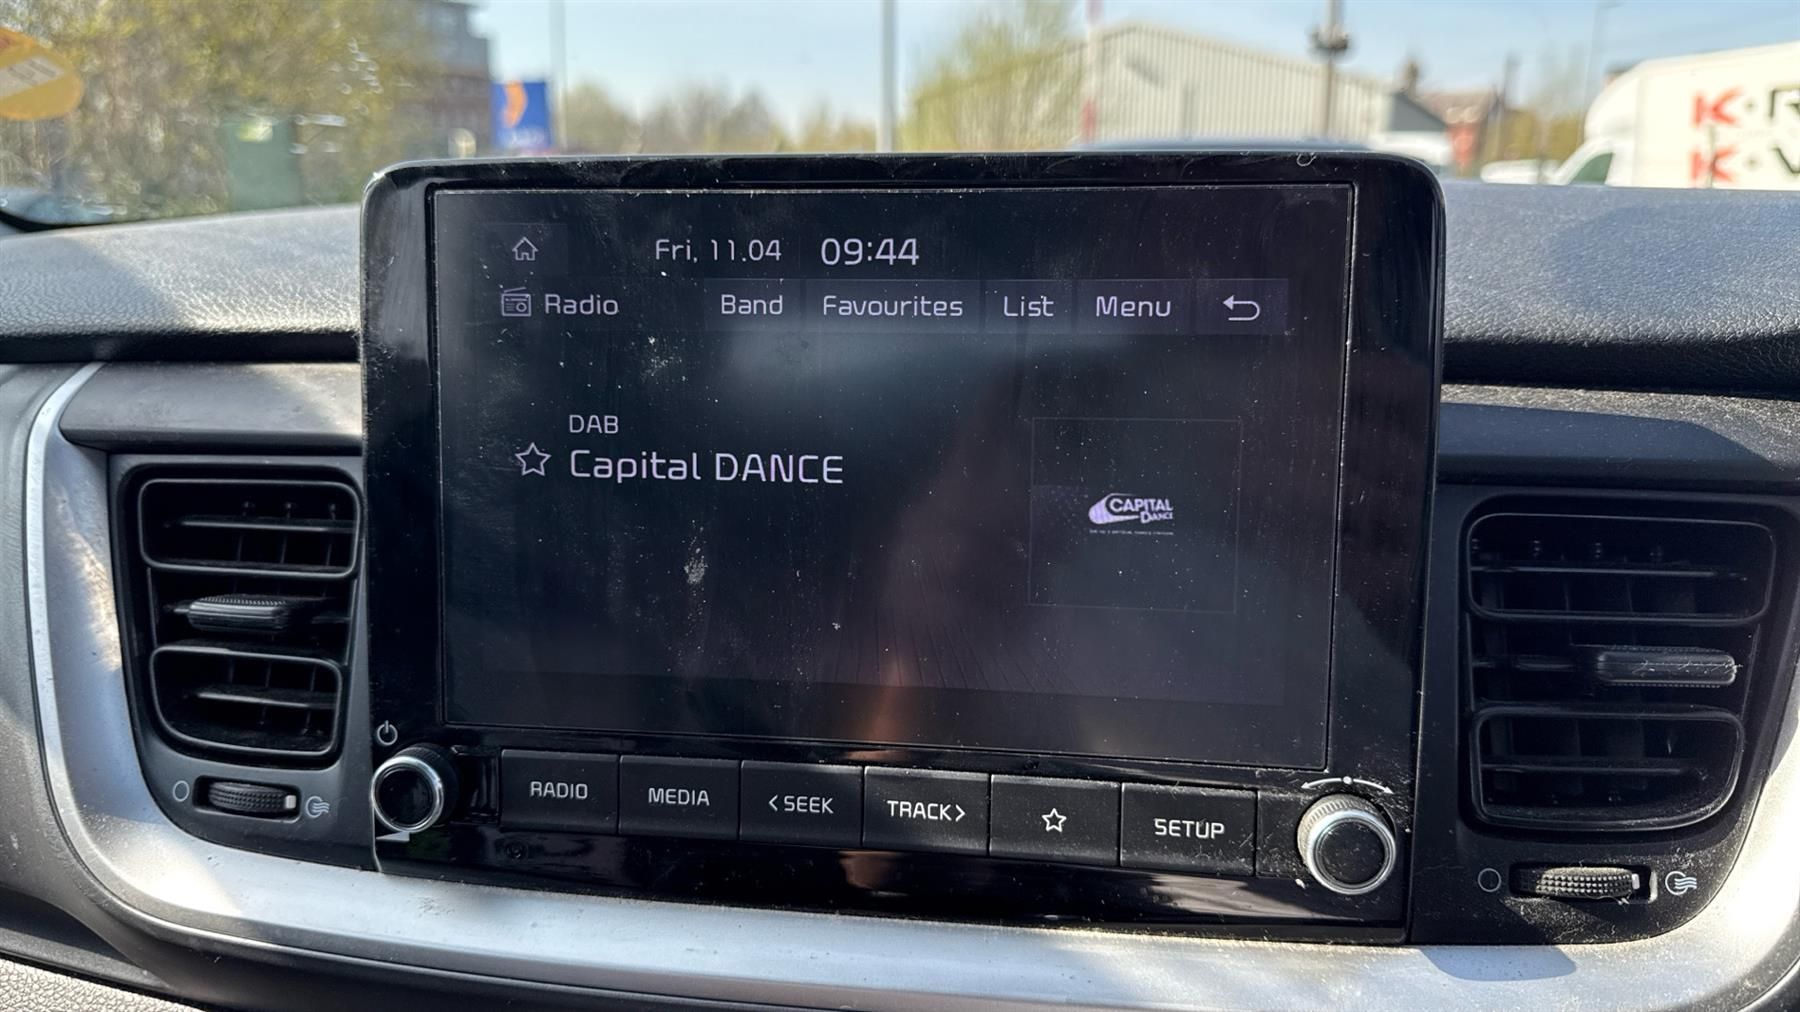 Fri, 11.04 09:44
Radio Band Favourites List Menu
DAB
Capital DANCE
CAPITAL
DANCE
RADIO MEDIA <SEEK TRACK> SETUP
K·
K·V